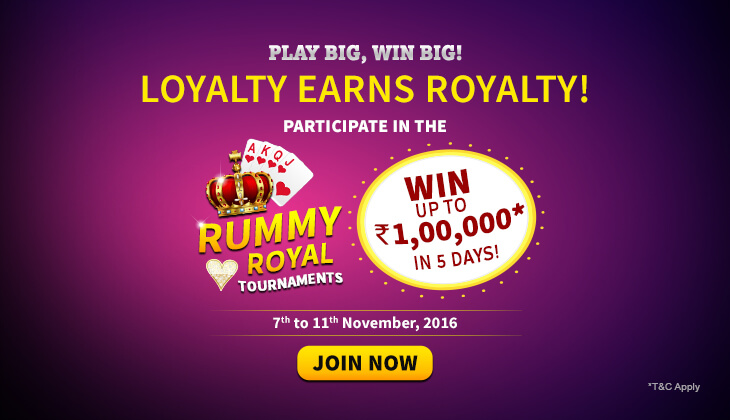 PLAY BIG, WIN BIG!
LOYALTY EARNS ROYALTY!
PARTICIPATE IN THE
A K Q J
RUMMY
ROYAL
TOURNAMENTS
WIN
UP TO
₹1,00,000*
IN 5 DAYS!
7th to 11th November, 2016
JOIN NOW
*T&C Apply